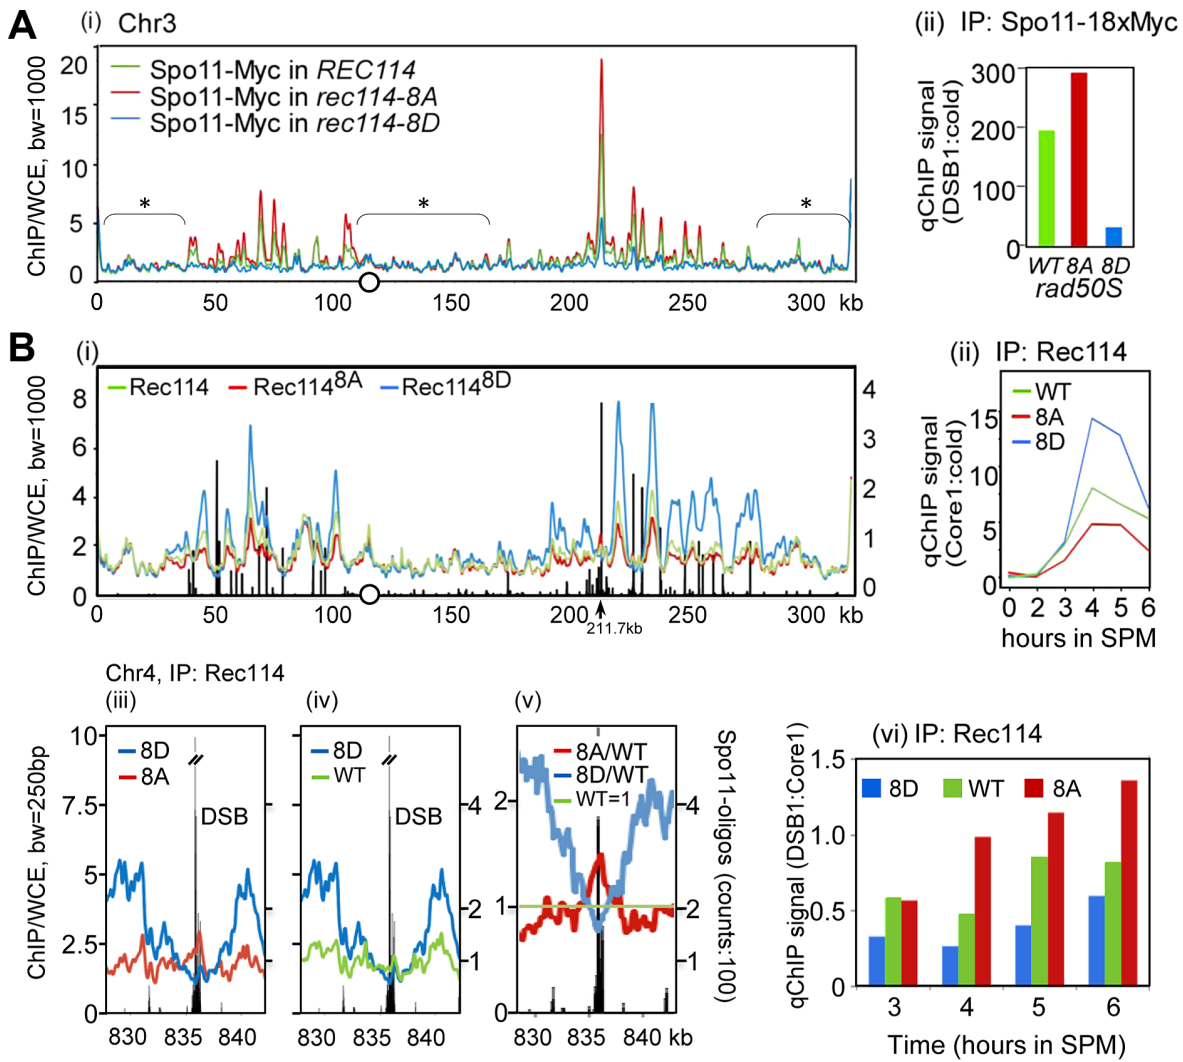 A
(i) Chr3
ChIP/WCE, bw=1000
20
15
10
5
0
Spo11-Myc in REC114
Spo11-Myc in rec114-8A
Spo11-Myc in rec114-8D
* * *
0 50 100 150 200 250 300 kb
(ii) IP: Spo11-18xMyc
qChIP signal
(DSB1:cold)
300
200
100
0
WT 8A 8D
rad50S
B
(i)
ChIP/WCE, bw=1000
8
6
4
2
0
Rec114 Rec114 8A Rec114 8D
4
3
2
1
0
0 50 100 150 200 250 300 kb
211.7kb
(ii) IP: Rec114
qChIP signal
(Core1:cold)
15
10
5
0
WT
8A
8D
0 2 3 4 5 6
hours in SPM
Chr4, IP: Rec114
(iii)
ChIP/WCE, bw=250bp
10
7.5
5
2.5
0
8D
8A
DSB
4
2
1
830 835 840
(iv)
8D
WT
DSB
4
2
1
830 835 840
(v)
2
1
0
8A/WT
8D/WT
WT=1
4
2
1
830 835 840 kb
Spo11-oligos (counts:100)
(vi) IP: Rec114
qChIP signal (DSB1:Core1)
1.5
1.0
0.5
0
8D WT 8A
3 4 5 6
Time (hours in SPM)